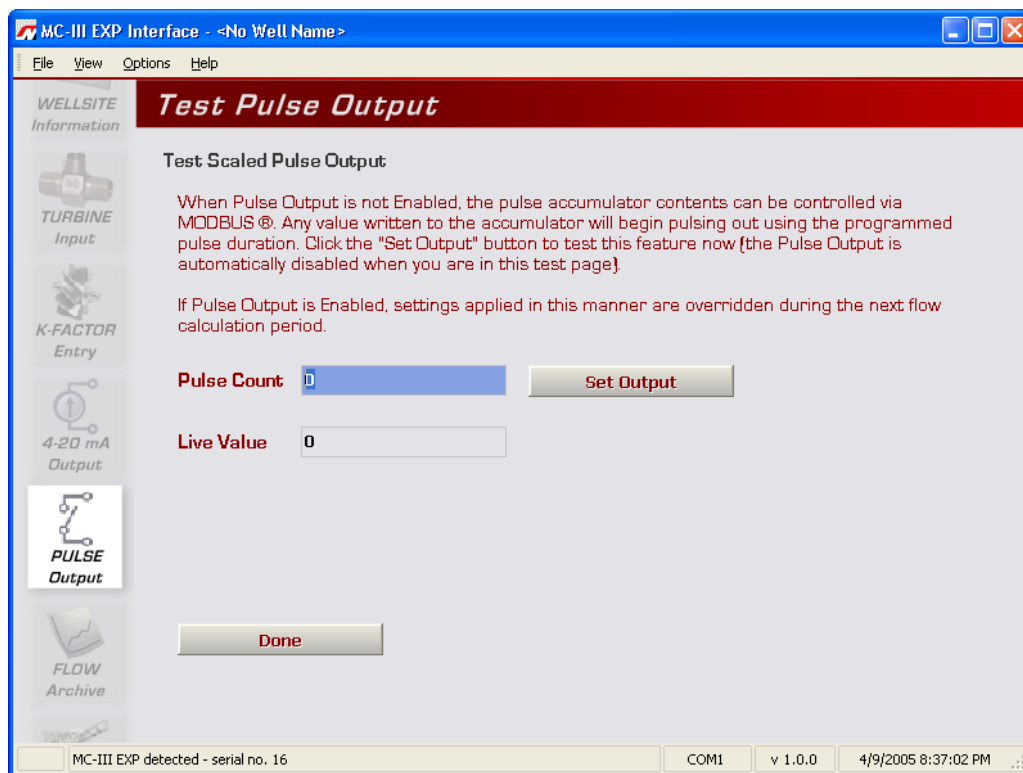 MC-III EXP Interface - <No Well Name>
File View Options Help
WELLSITE
Information
TURBINE
Input
K-FACTOR
Entry
4-20 mA
Output
PULSE
Output
FLOW
Archive
Test Pulse Output
Test Scaled Pulse Output
When Pulse Output is not Enabled, the pulse accumulator contents can be controlled via
MODBUS ®. Any value written to the accumulator will begin pulsing out using the programmed
pulse duration. Click the "Set Output" button to test this feature now (the Pulse Output is
automatically disabled when you are in this test page).
If Pulse Output is Enabled, settings applied in this manner are overridden during the next flow
calculation period.
Pulse Count 0 Set Output
Live Value 0
Done
MC-III EXP detected - serial no. 16 COM1 v 1.0.0 4/9/2005 8:37:02 PM